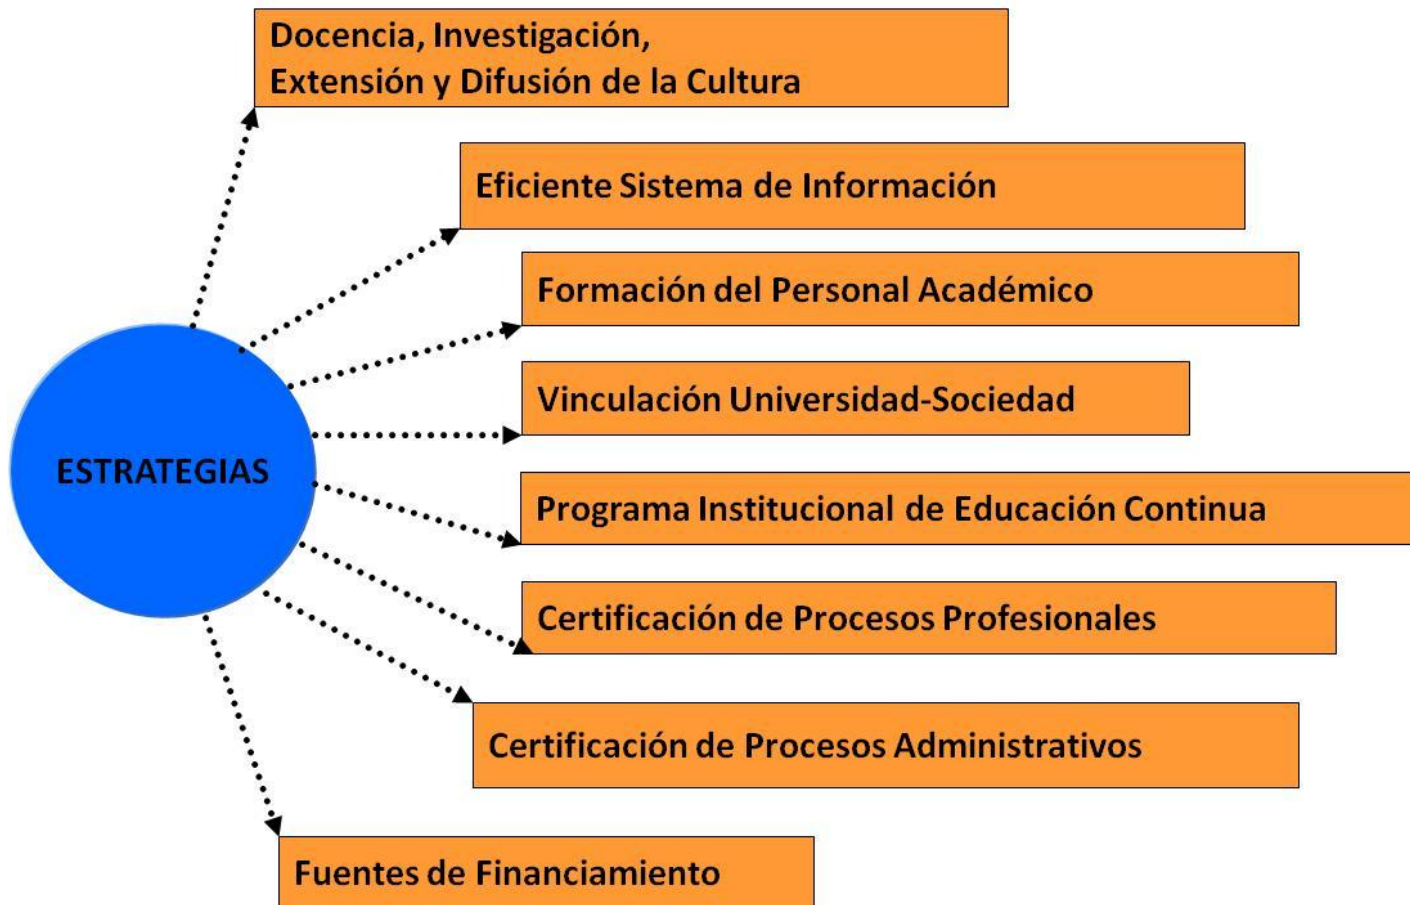 Docencia, Investigación,
Extensión y Difusión de la Cultura
Eficiente Sistema de Información
Formación del Personal Académico
Vinculación Universidad-Sociedad
ESTRATEGIAS
Programa Institucional de Educación Continua
Certificación de Procesos Profesionales
Certificación de Procesos Administrativos
Fuentes de Financiamiento